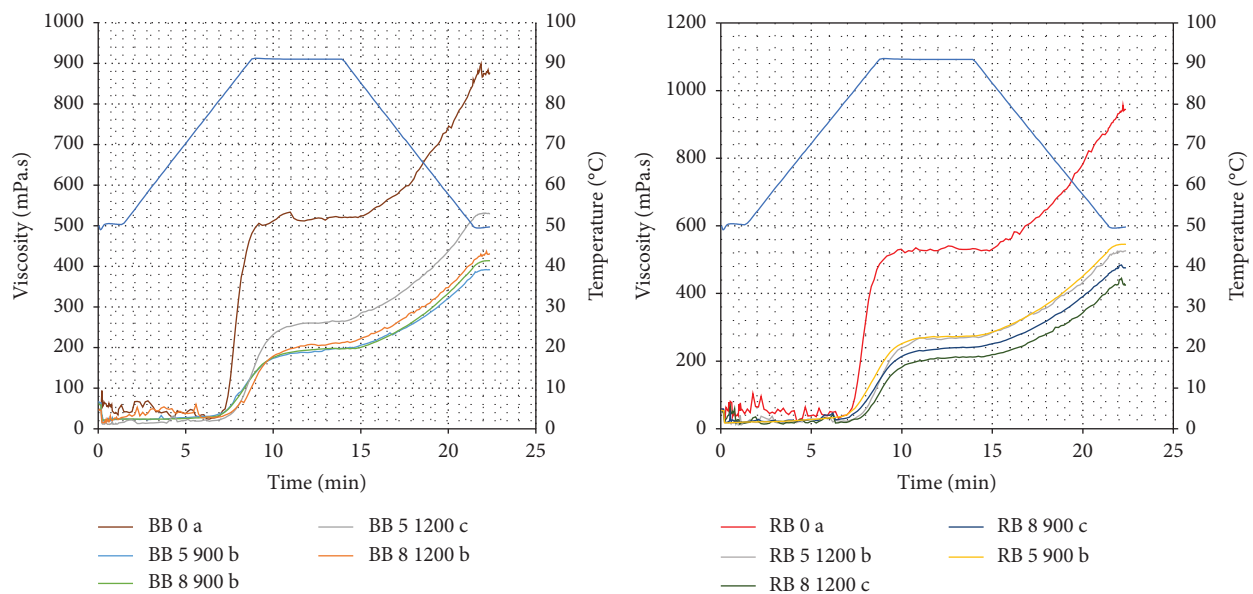 Viscosity (mPa.s)
1000
900
800
700
600
500
400
300
200
100
0
0 5 10 15 20 25
Time (min)
100
90
80
70
60
50
40
30
20
10
0
Temperature (°C)
BB 0 a
BB 5 900 b
BB 8 900 b
BB 5 1200 c
BB 8 1200 b
Viscosity (mPa.s)
1200
1000
800
600
400
200
0
0 5 10 15 20 25
Time (min)
100
90
80
70
60
50
40
30
20
10
0
Temperature (°C)
RB 0 a
RB 5 1200 b
RB 8 1200 c
RB 8 900 c
RB 5 900 b